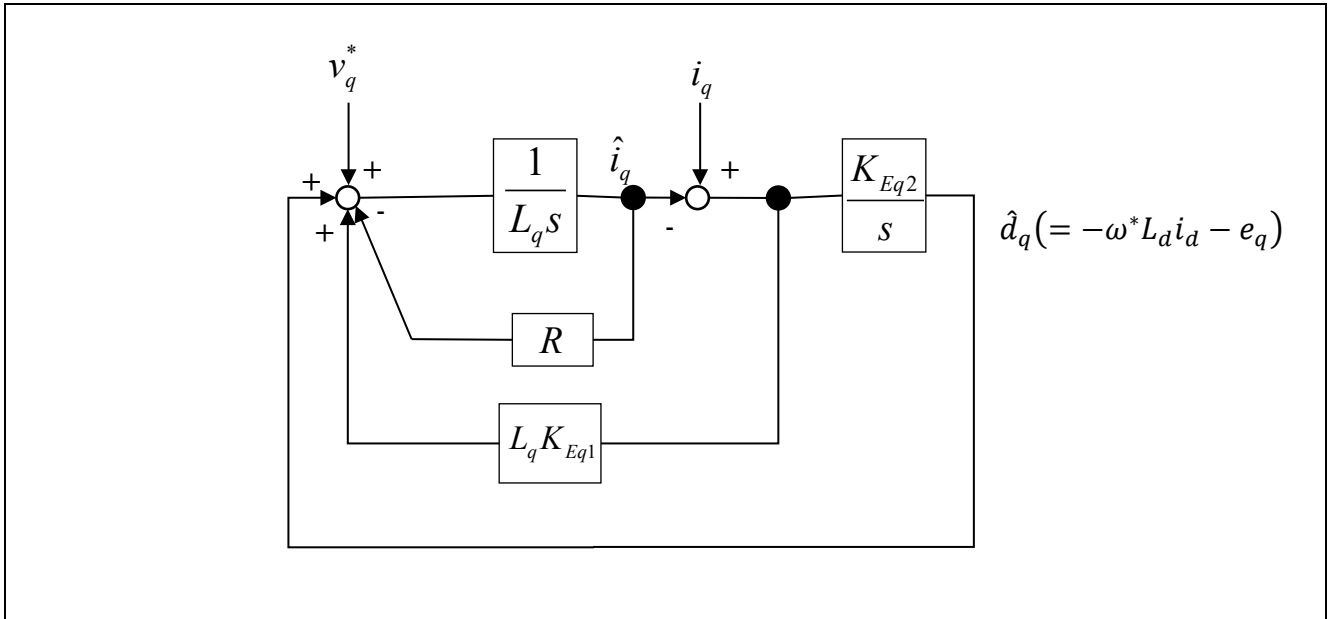 v_q^*
i_q
+
+
-
+
1
L_q s
î_q
-
+
K_{Eq2}
s
d̂_q(= −ω^*L_d i_d − e_q)
R
L_q K_{Eq1}